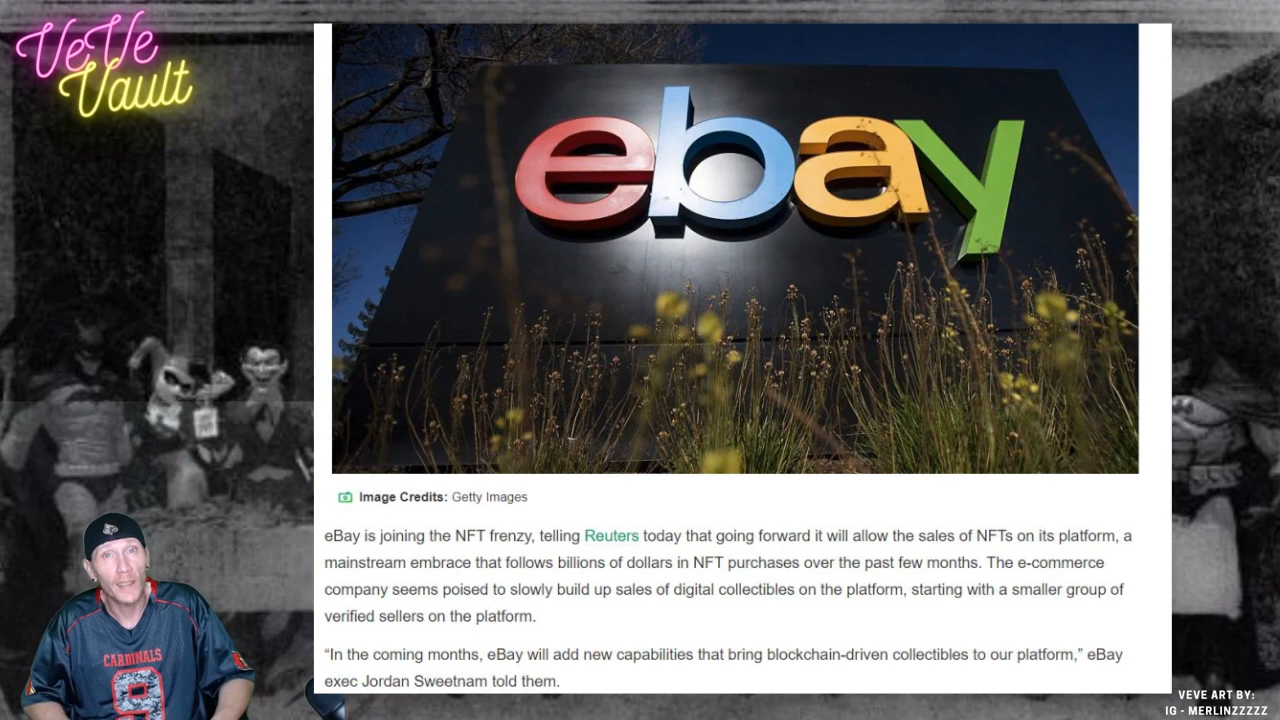 VeVe
Vault
ebay
Image Credits: Getty Images
eBay is joining the NFT frenzy, telling Reuters today that going forward it will allow the sales of NFTs on its platform, a
mainstream embrace that follows billions of dollars in NFT purchases over the past few months. The e-commerce
company seems poised to slowly build up sales of digital collectibles on the platform, starting with a smaller group of
verified sellers on the platform.
“In the coming months, eBay will add new capabilities that bring blockchain-driven collectibles to our platform,” eBay
exec Jordan Sweetnam told them.
CARDINALS
9
VEVE ART BY:
IG - MERLINZZZZZ